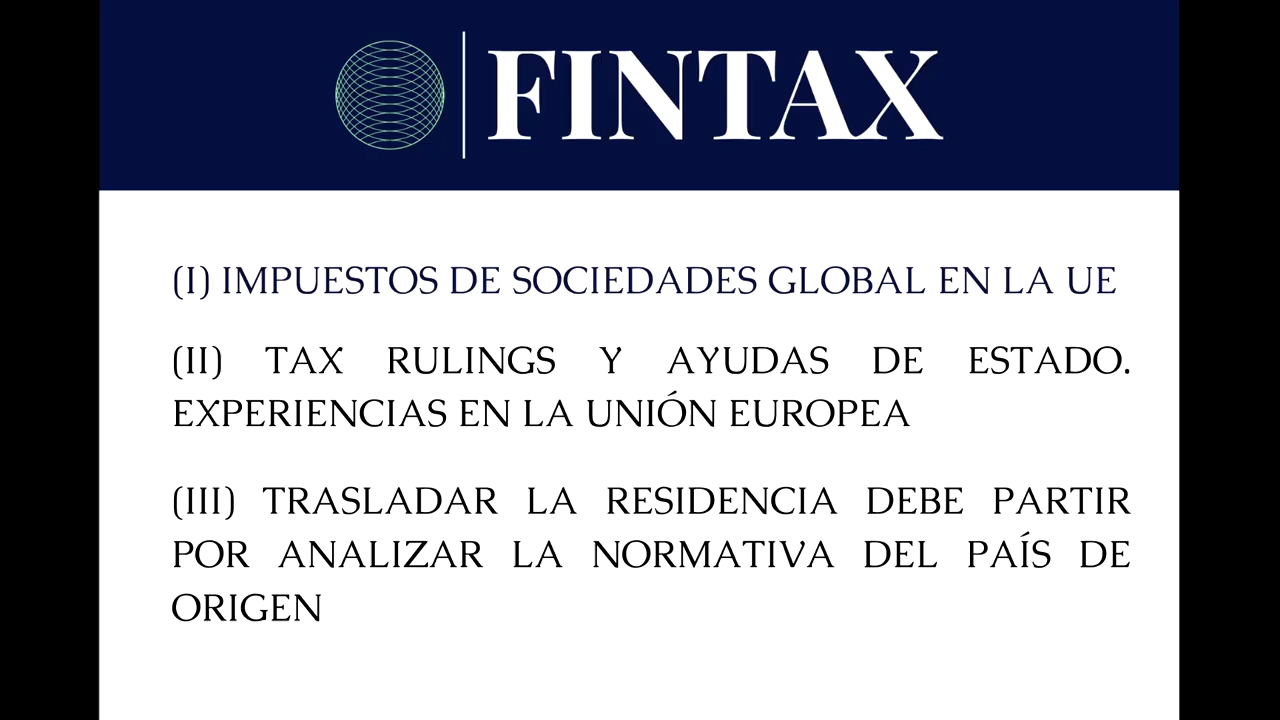 FINTAX
(I) IMPUESTOS DE SOCIEDADES GLOBAL EN LA UE
(II) TAX RULINGS Y AYUDAS DE ESTADO.
EXPERIENCIAS EN LA UNIÓN EUROPEA
(III) TRASLADAR LA RESIDENCIA DEBE PARTIR
POR ANALIZAR LA NORMATIVA DEL PAÍS DE
ORIGEN